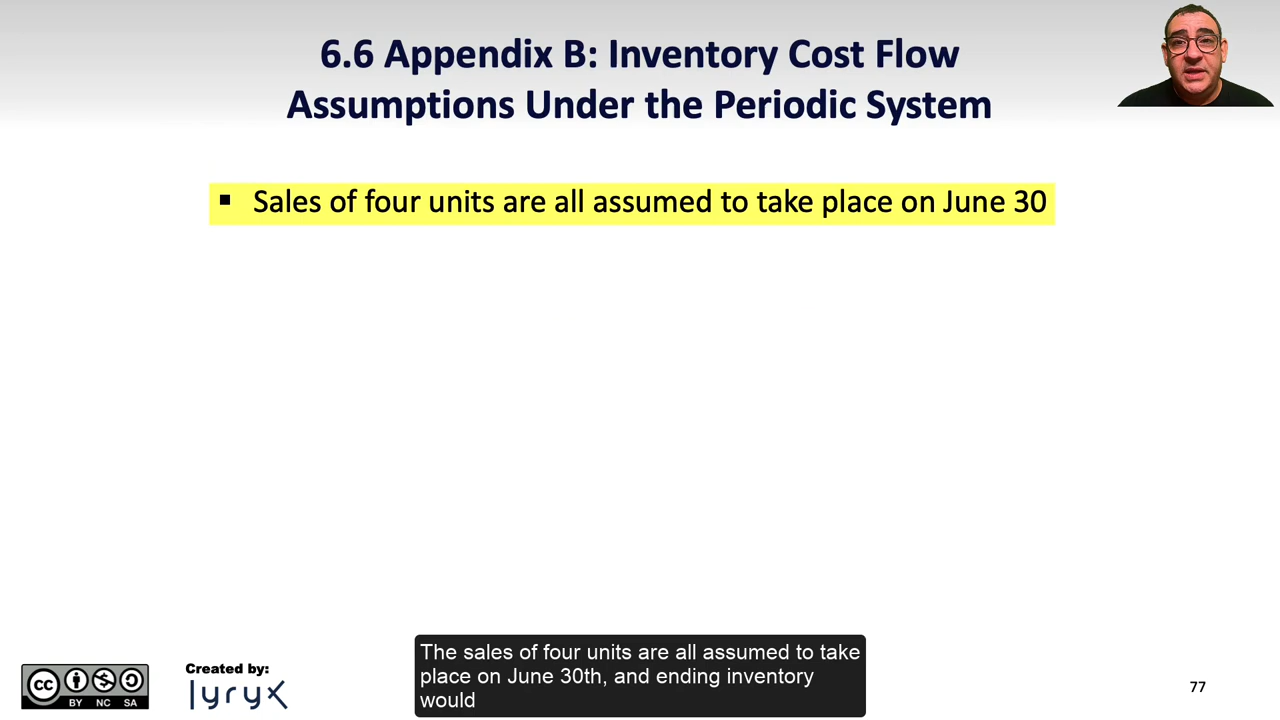 6.6 Appendix B: Inventory Cost Flow
Assumptions Under the Periodic System
▪ Sales of four units are all assumed to take place on June 30
The sales of four units are all assumed to take
place on June 30th, and ending inventory
would
cc
BY NC SA
Created by:
lyryx
77